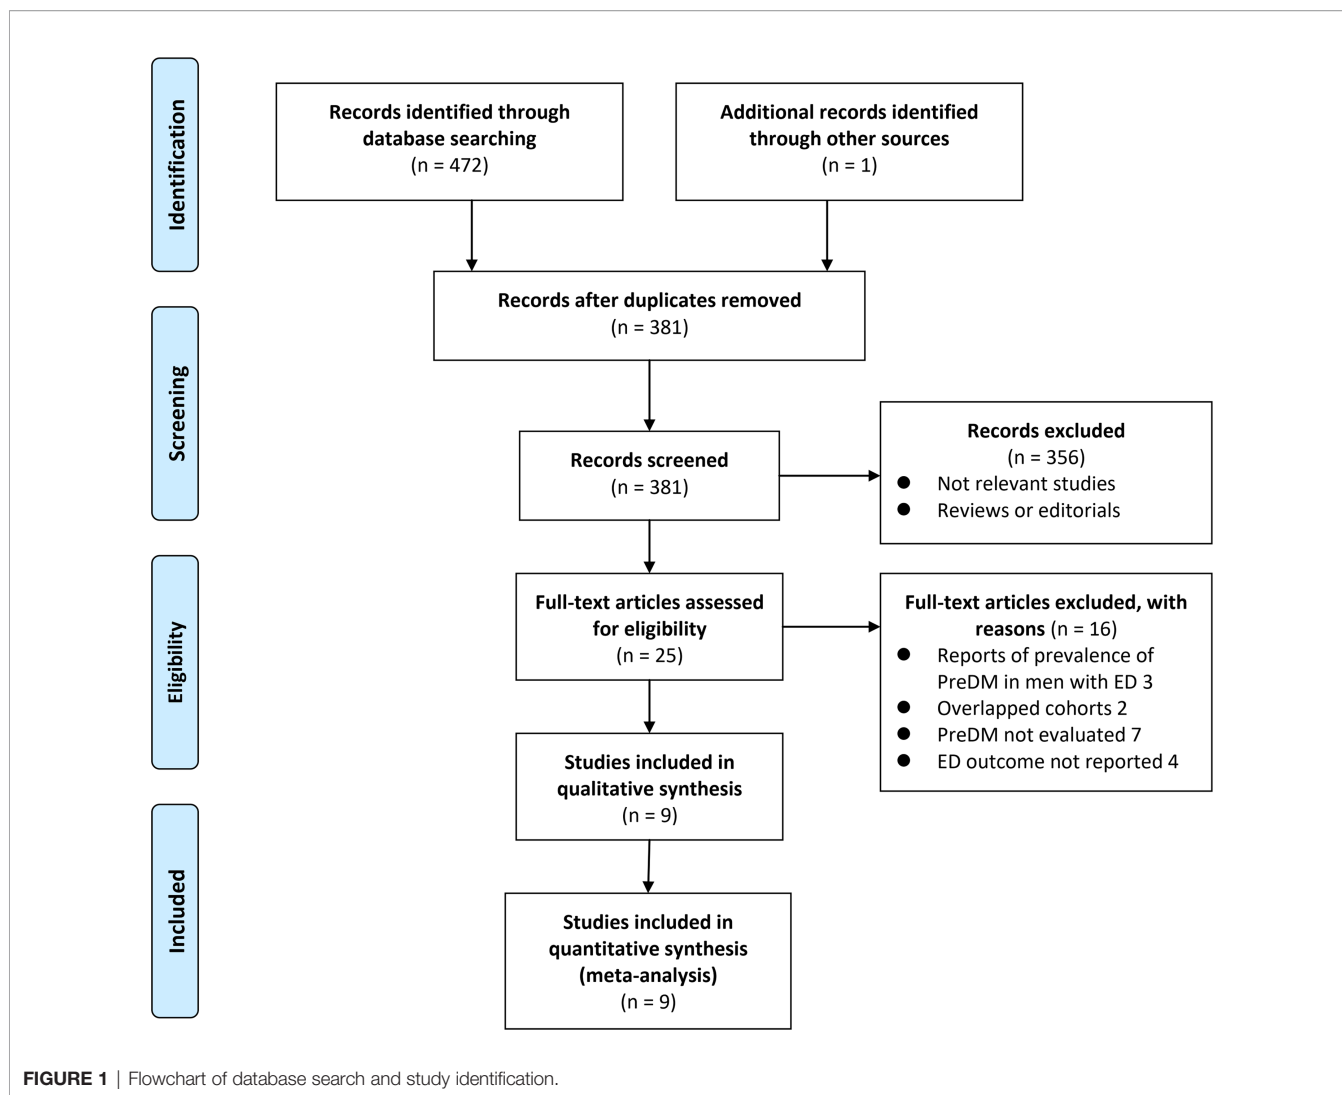 Identification
Records identified through
database searching
(n = 472)
Additional records identified
through other sources
(n = 1)
Records after duplicates removed
(n = 381)
Screening
Records screened
(n = 381)
Records excluded
(n = 356)
● Not relevant studies
● Reviews or editorials
Eligibility
Full-text articles assessed
for eligibility
(n = 25)
Full-text articles excluded, with
reasons (n = 16)
● Reports of prevalence of
PreDM in men with ED 3
● Overlapped cohorts 2
● PreDM not evaluated 7
● ED outcome not reported 4
Studies included in
qualitative synthesis
(n = 9)
Included
Studies included in
quantitative synthesis
(meta-analysis)
(n = 9)
FIGURE 1 | Flowchart of database search and study identification.